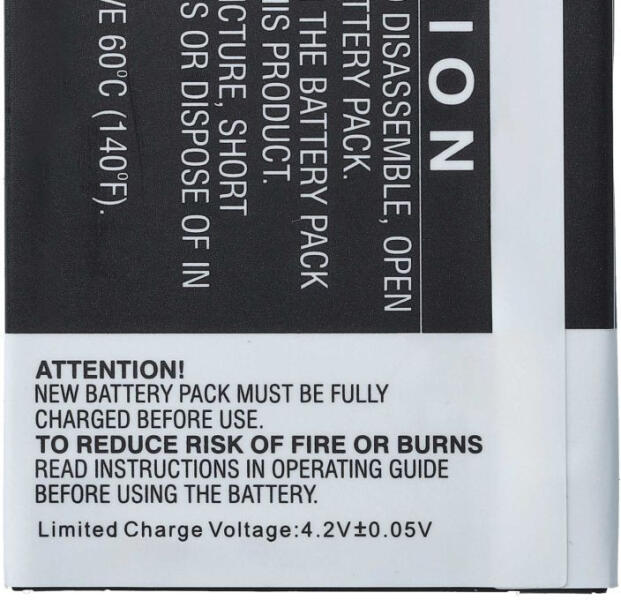 ION
DISASSEMBLE, OPEN
TTERY PACK.
THE BATTERY PACK
IS PRODUCT.
CTURE, SHORT
S OR DISPOSE OF IN
VE 60°C (140°F).
ATTENTION!
NEW BATTERY PACK MUST BE FULLY
CHARGED BEFORE USE.
TO REDUCE RISK OF FIRE OR BURNS
READ INSTRUCTIONS IN OPERATING GUIDE
BEFORE USING THE BATTERY.
Limited Charge Voltage:4.2V±0.05V